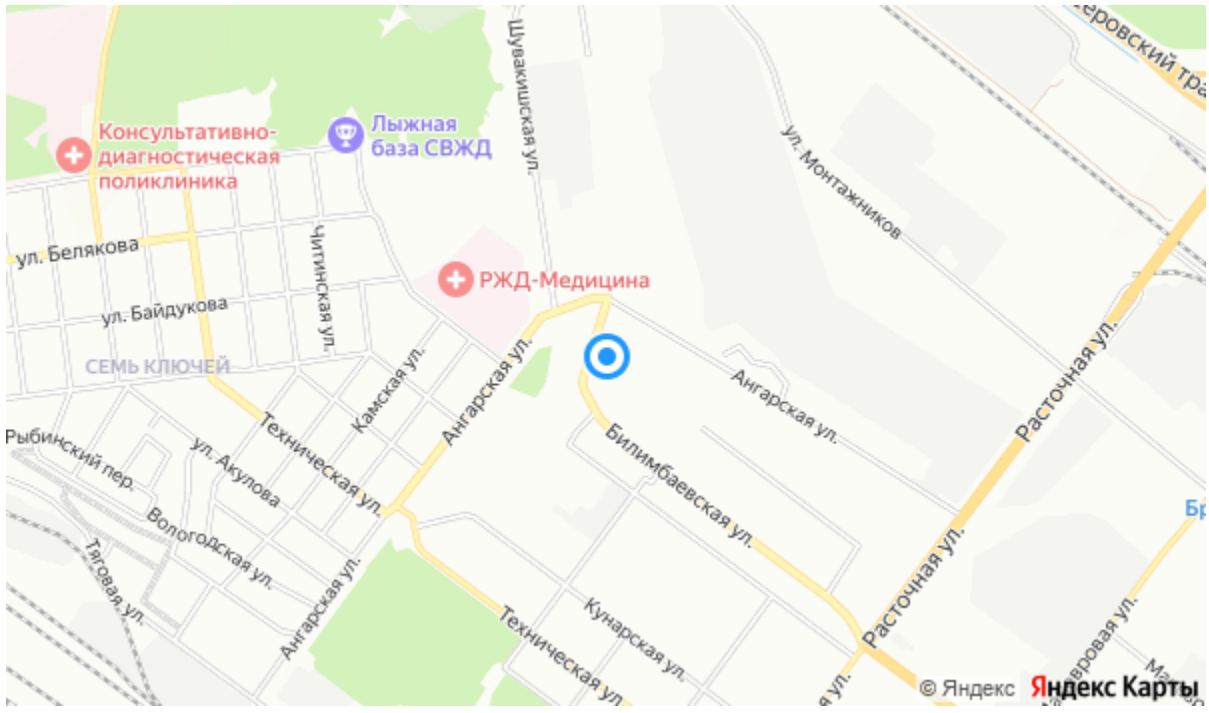 Шувакишская ул.
Консультативно-
диагностическая
поликлиника
Лыжная
база СВЖД
ул. Монтажников
ул. Белякова
Читинская ул.
РЖД-Медицина
ул. Байдукова
СЕМЬ КЛЮЧЕЙ
Камская ул.
Ангарская ул.
Ангарская ул.
Расточная ул.
Рыбинский пер.
ул. Акулова
Техническая ул.
Билимбаевская ул.
Вологодская ул.
Тяговая ул.
Ангарская ул.
Расточная ул.
Кунарская ул.
Техническая ул.
Бр
© Яндекс Яндекс Карты